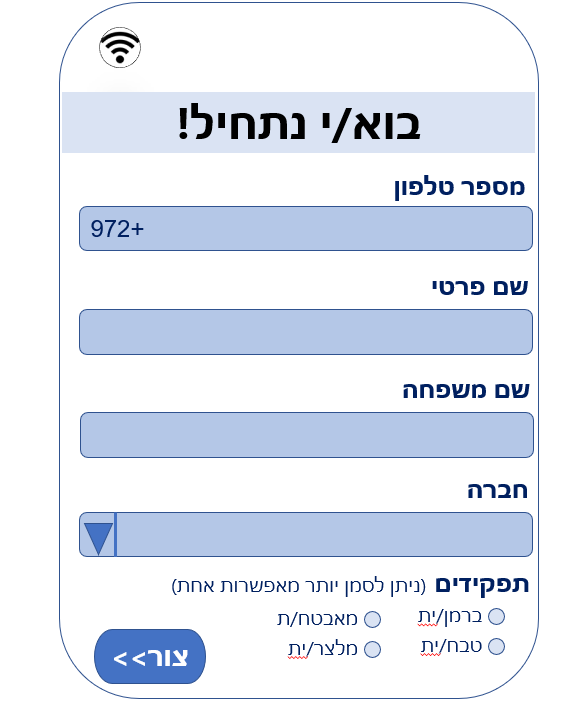 בוא/י נתחיל!
מספר טלפון
972+
שם פרטי
שם משפחה
חברה
תפקידים (ניתן לסמן יותר מאפשרות אחת)
ברמן/ית מאבטח/ת
טבח/ית מלצר/ית
צור>>